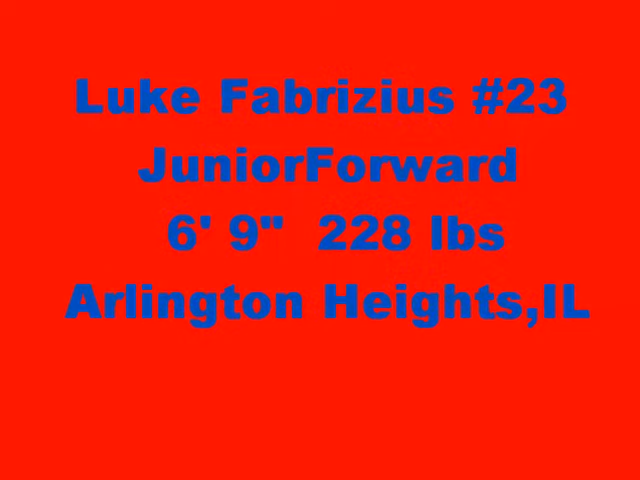 Luke Fabrizius #23
JuniorForward
6' 9" 228 lbs
Arlington Heights,IL